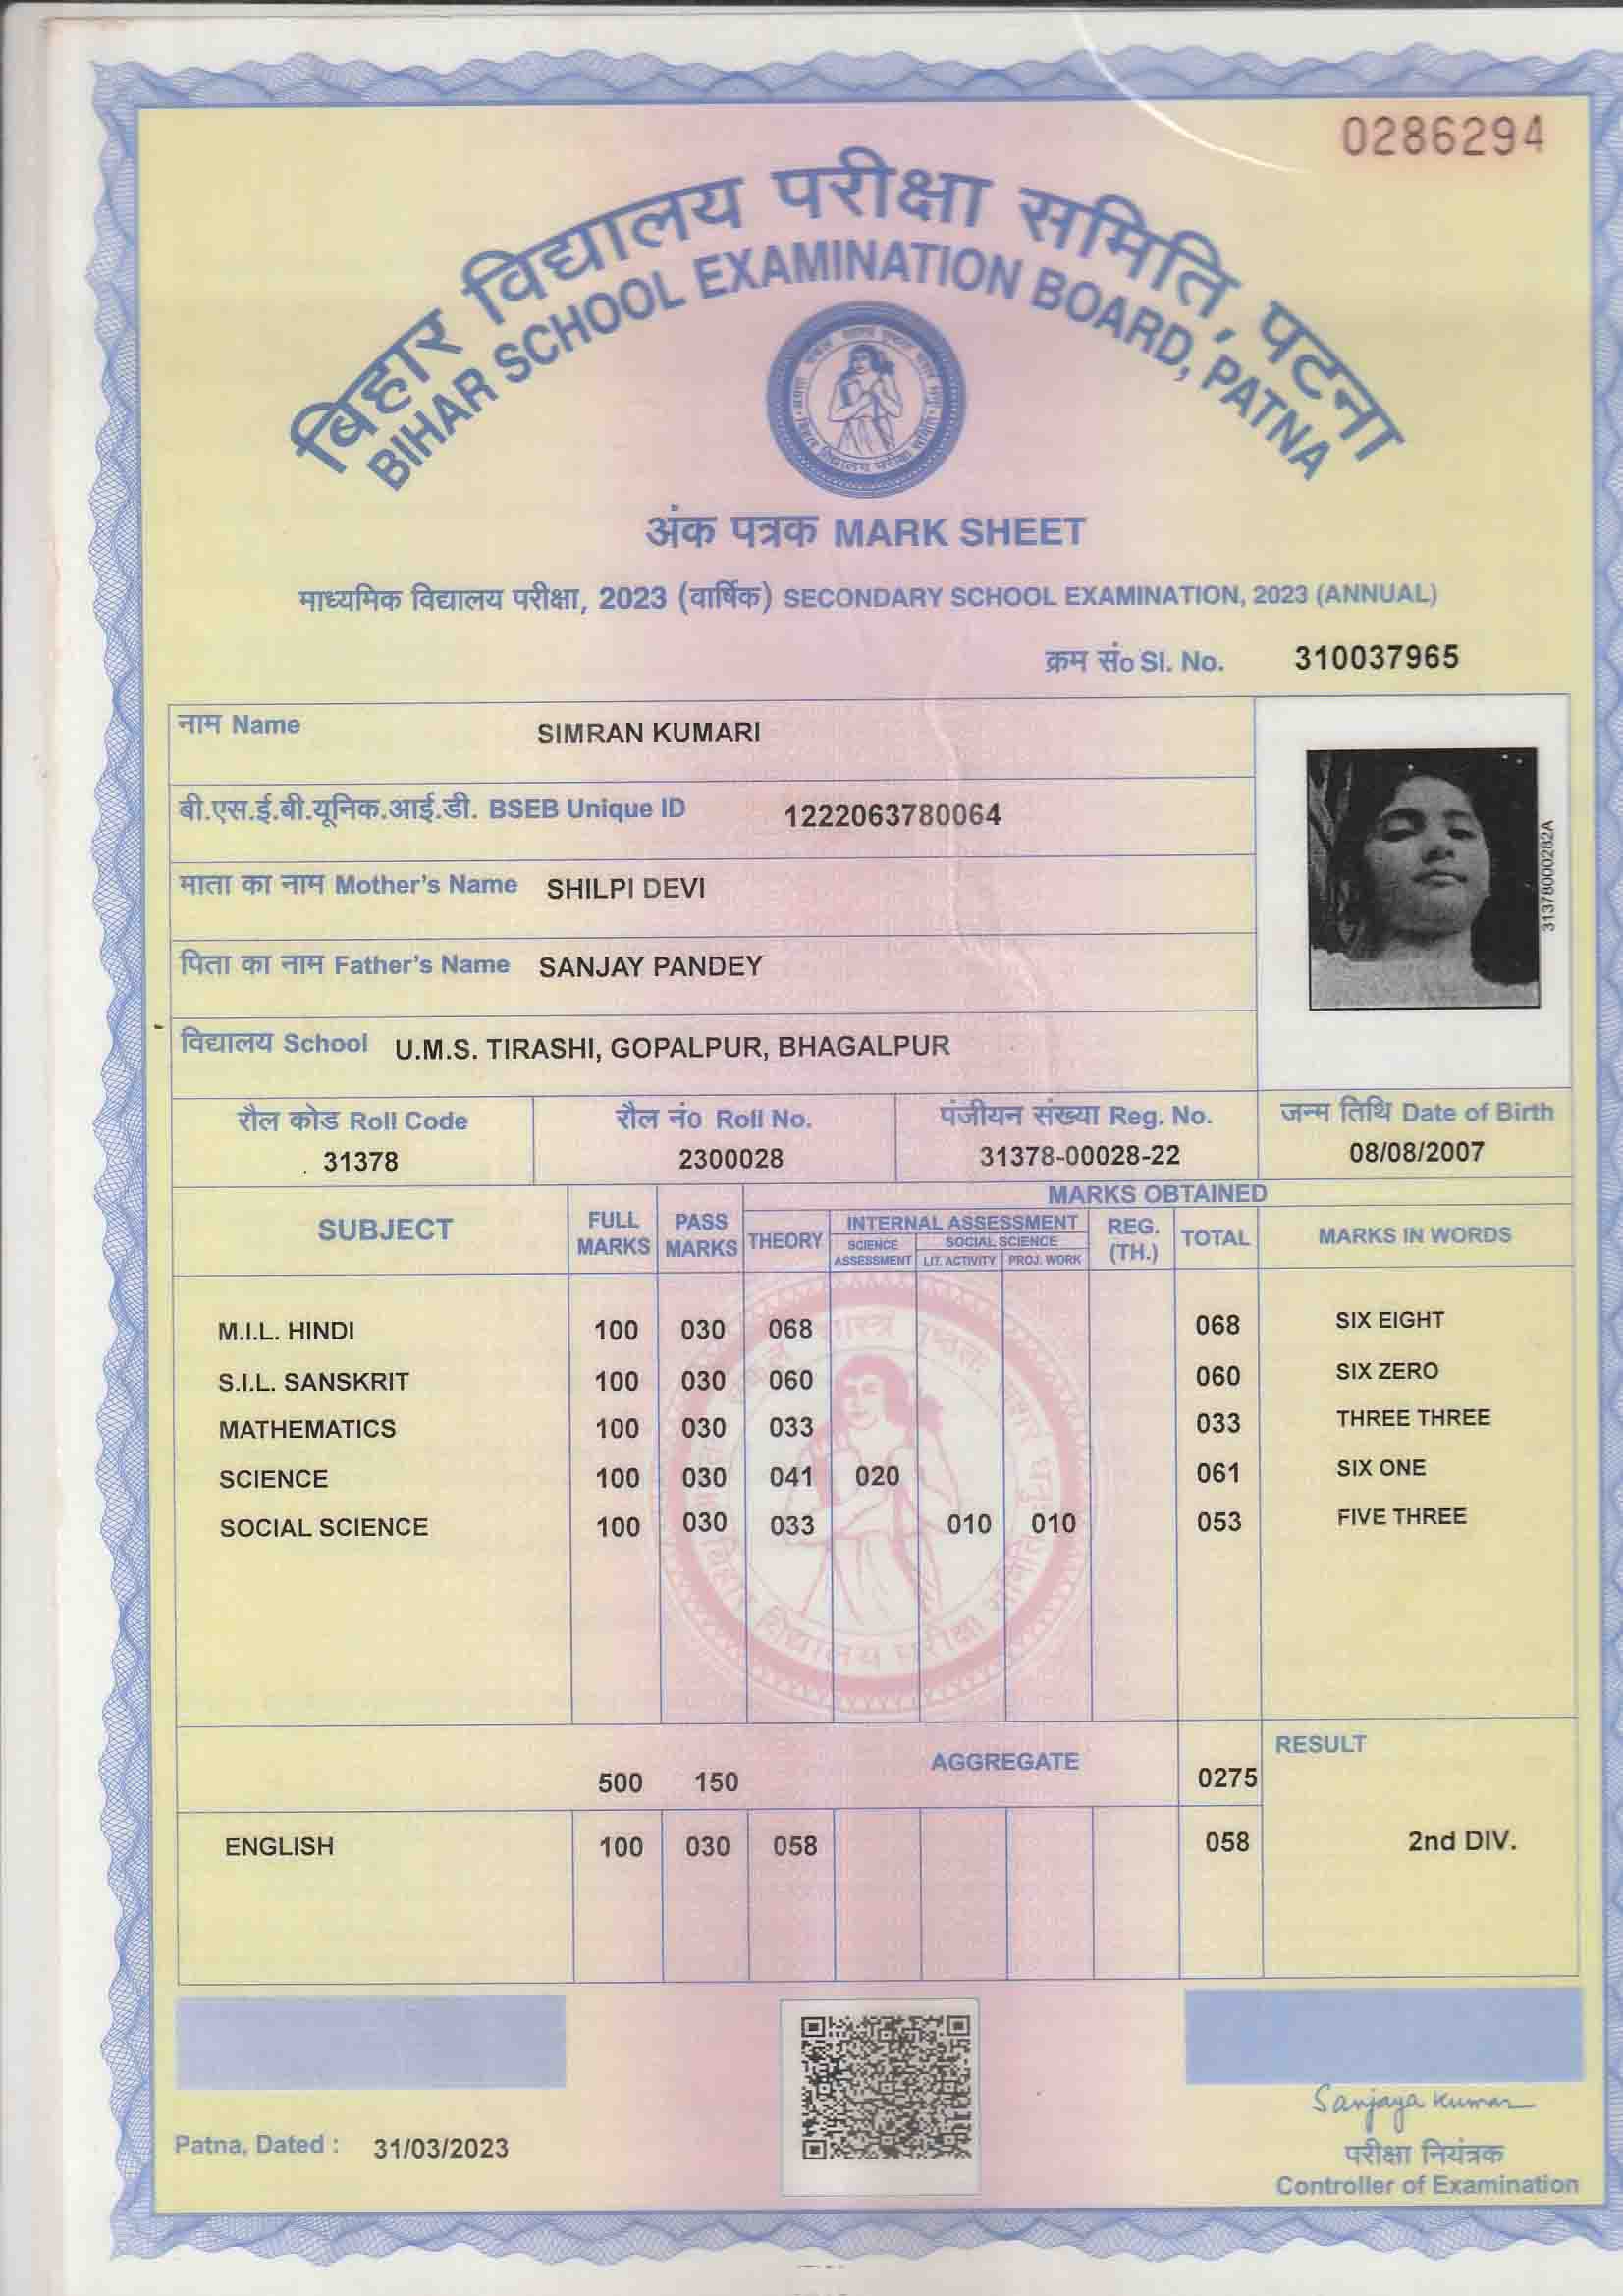 0286294
बिहार विद्यालय परीक्षा समिति, पटना
BIHAR SCHOOL EXAMINATION BOARD, PATNA
अंक पत्रक MARK SHEET
माध्यमिक विद्यालय परीक्षा, 2023 (वार्षिक) SECONDARY SCHOOL EXAMINATION, 2023 (ANNUAL)
क्रम सं० Sl. No. 310037965
नाम Name SIMRAN KUMARI
बी.एस.ई.बी.यूनिक.आई.डी. BSEB Unique ID 1222063780064
माता का नाम Mother's Name SHILPI DEVI
पिता का नाम Father's Name SANJAY PANDEY
विद्यालय School U.M.S. TIRASHI, GOPALPUR, BHAGALPUR
313780000282A
रौल कोड Roll Code रौल नं० Roll No. पंजीयन संख्या Reg. No. जन्म तिथि Date of Birth
31378 2300028 31378-00028-22 08/08/2007
MARKS OBTAINED
SUBJECT FULL MARKS PASS MARKS THEORY INTERNAL ASSESSMENT REG. (TH.) TOTAL MARKS IN WORDS
SCIENCE ASSESSMENT SOCIAL SCIENCE LIT. ACTIVITY PROJ. WORK
M.I.L. HINDI 100 030 068 068 SIX EIGHT
S.I.L. SANSKRIT 100 030 060 060 SIX ZERO
MATHEMATICS 100 030 033 033 THREE THREE
SCIENCE 100 030 041 020 061 SIX ONE
SOCIAL SCIENCE 100 030 033 010 010 053 FIVE THREE
500 150 AGGREGATE 0275 RESULT
ENGLISH 100 030 058 058 2nd DIV.
Sanjaya Kumar
Patna, Dated : 31/03/2023
परीक्षा नियंत्रक
Controller of Examination